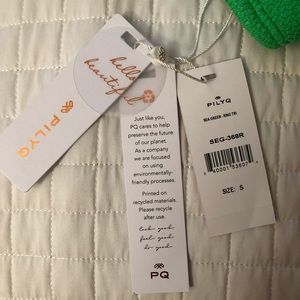 hello
beautiful
PILYQ
Just like you,
PQ cares to help
preserve the future
of our planet.
As a company
we are focused
on using
environmentally-
friendly processes.
Printed on
recycled materials.
Please recycle
after use.
look good
feel good
do good
PQ
PILYQ
SEA GREEN - RING TRI
SEG-368R
SIZE: S